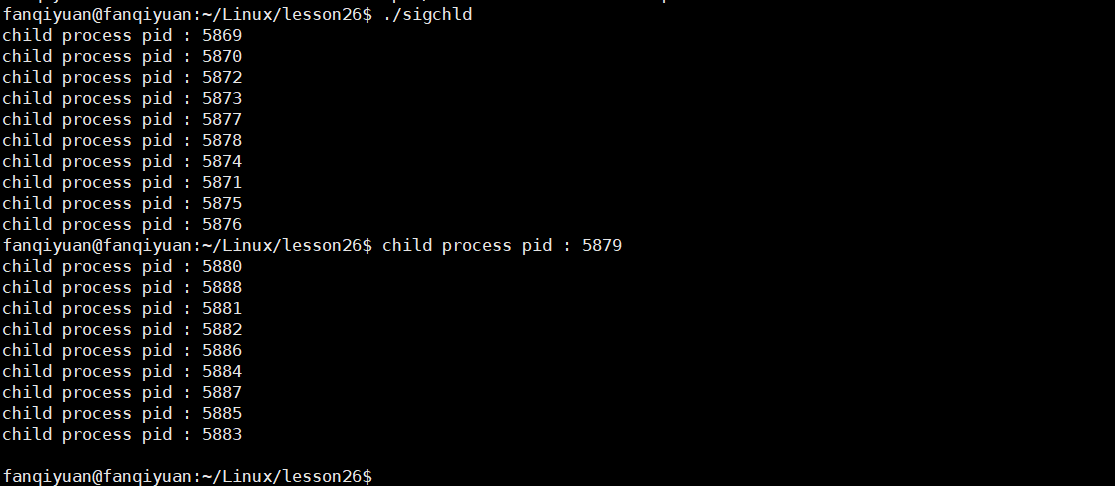 fanqiyuan@fanqiyuan:~/Linux/lesson26$ ./sigchld
child process pid : 5869
child process pid : 5870
child process pid : 5872
child process pid : 5873
child process pid : 5877
child process pid : 5878
child process pid : 5874
child process pid : 5871
child process pid : 5875
child process pid : 5876
fanqiyuan@fanqiyuan:~/Linux/lesson26$ child process pid : 5879
child process pid : 5880
child process pid : 5888
child process pid : 5881
child process pid : 5882
child process pid : 5886
child process pid : 5884
child process pid : 5887
child process pid : 5885
child process pid : 5883
fanqiyuan@fanqiyuan:~/Linux/lesson26$